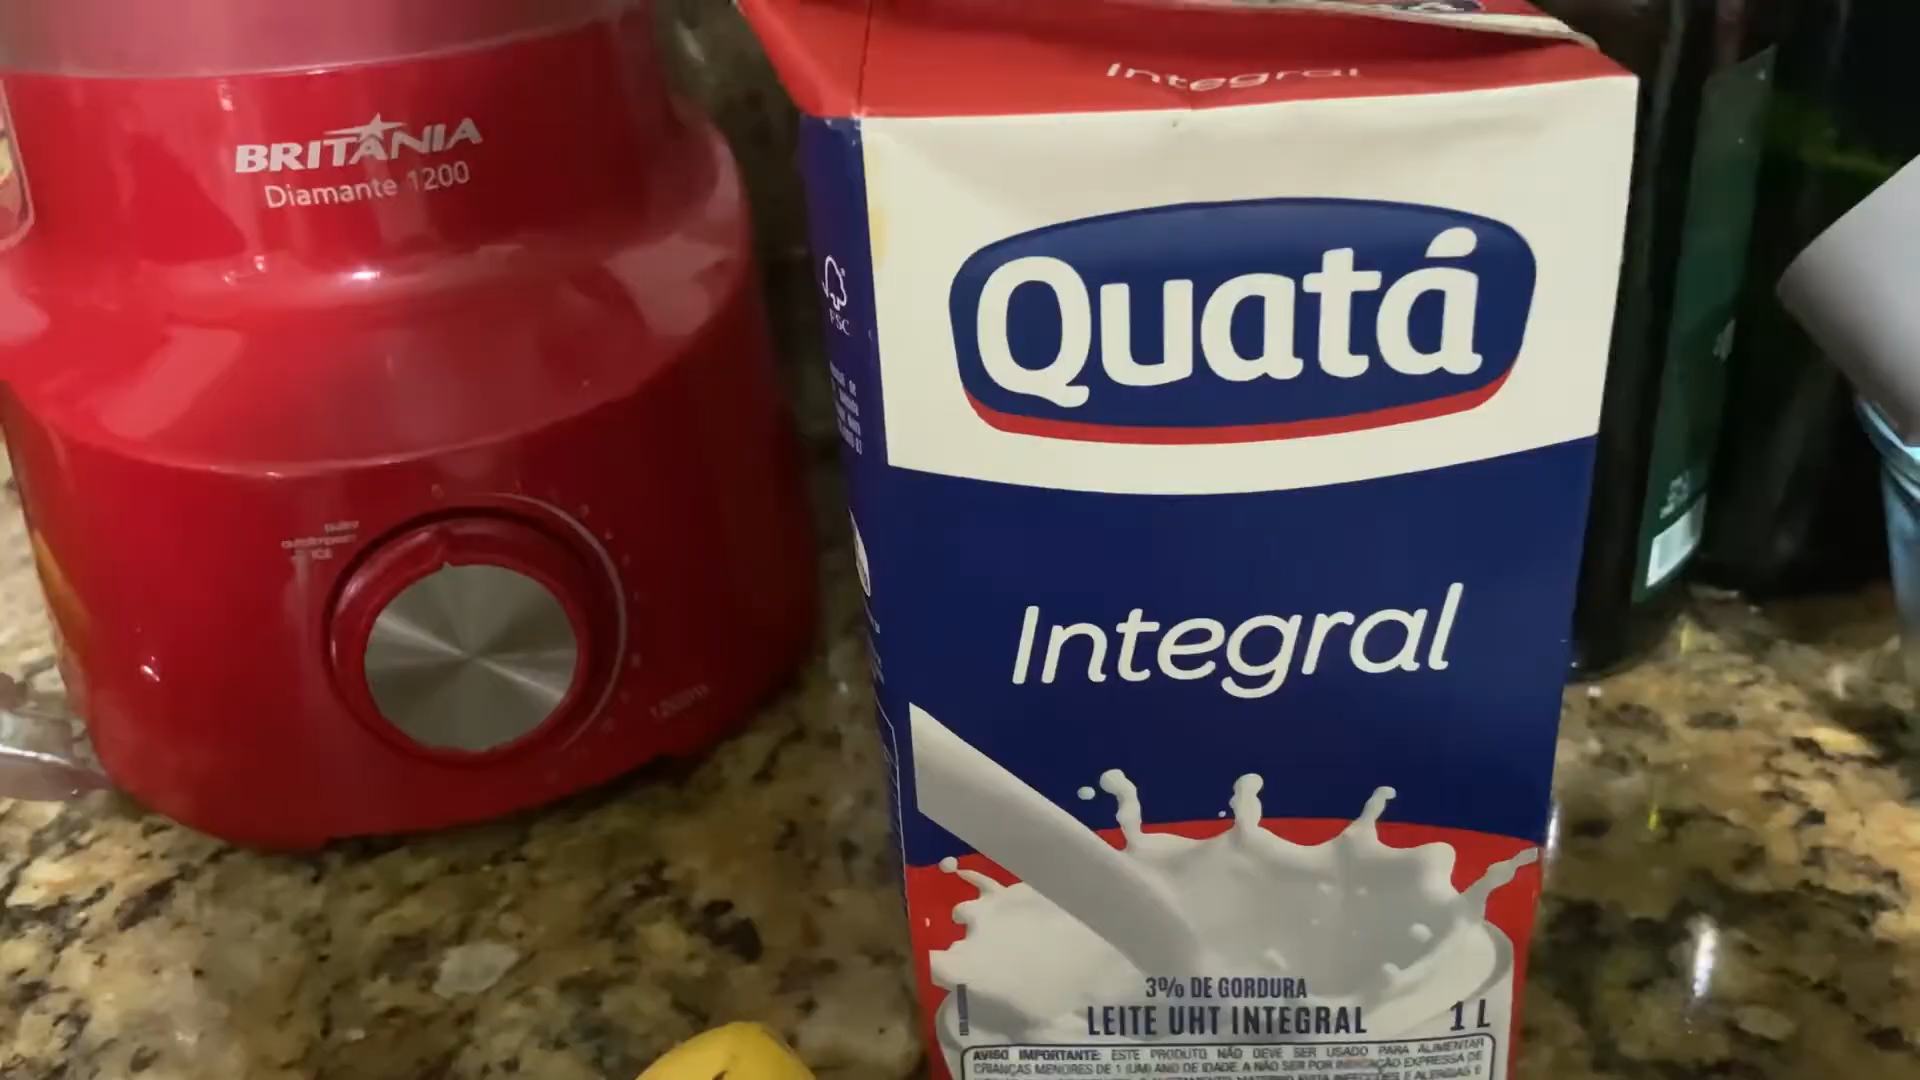 BRITANIA
Diamante 1200
Integral
FSC
Quatá
Integral
3% DE GORDURA
LEITE UHT INTEGRAL 1 L
AVISO IMPORTANTE: ESTE PRODUTO NÃO DEVE SER USADO PARA ALIMENTAR
CRIANÇAS MENORES DE 1 (UM) ANO DE IDADE, A NÃO SER POR INDICAÇÃO EXPRESSA DE